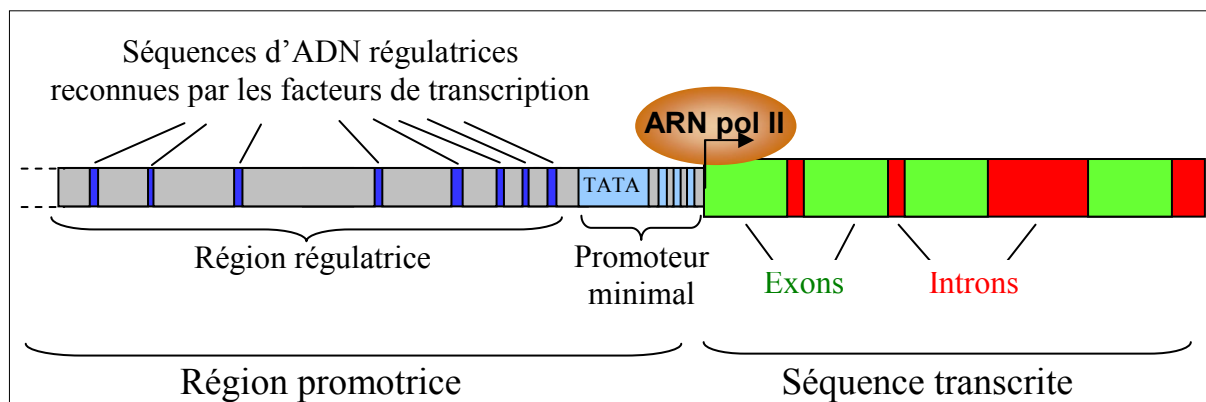 Séquences d'ADN régulatrices
reconnues par les facteurs de transcription
ARN pol II
TATA
Région régulatrice
Promoteur
minimal
Exons
Introns
Région promotrice
Séquence transcrite